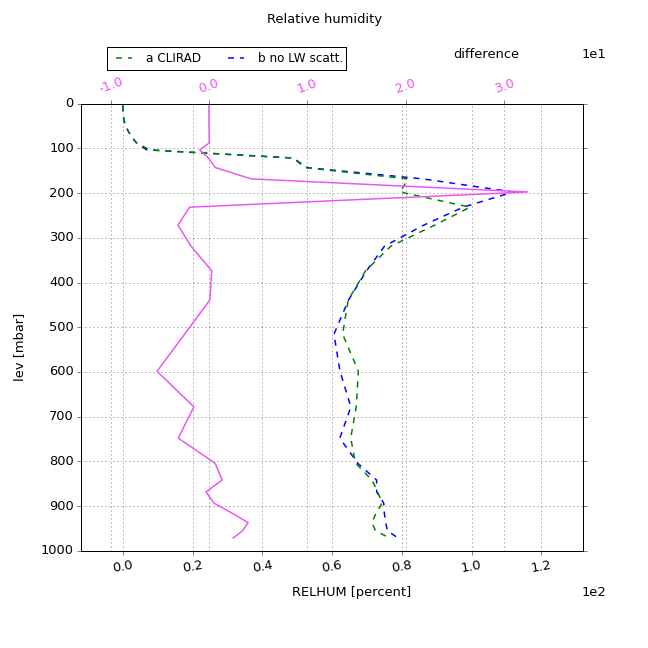 Relative humidity
a CLIRAD b no LW scatt. difference 1e1
-1.0 0.0 1.0 2.0 3.0
0
100
200
300
400
500
600
700
800
900
1000
lev [mbar]
0.0 0.2 0.4 0.6 0.8 1.0 1.2
RELHUM [percent] 1e2